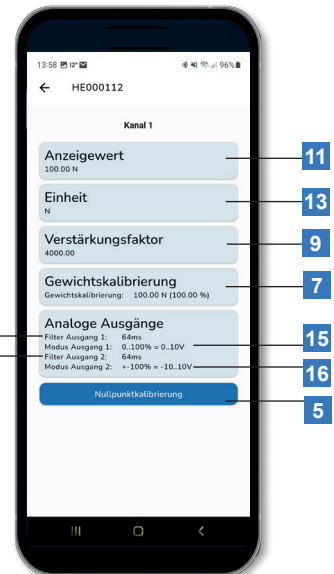 13:58 12° 96%
HE000112
Kanal 1
Anzeigewert
100.00 N
11
Einheit
N
13
Verstärkungsfaktor
4000.00
9
Gewichtskalibrierung
Gewichtskalibrierung: 100.00 N (100.00 %)
7
Analoge Ausgänge
Filter Ausgang 1: 64ms
Modus Ausgang 1: 0..100% = 0..10V
15
Filter Ausgang 2: 64ms
Modus Ausgang 2: +-100% = -10..10V
16
Nullpunktkalibrierung
5